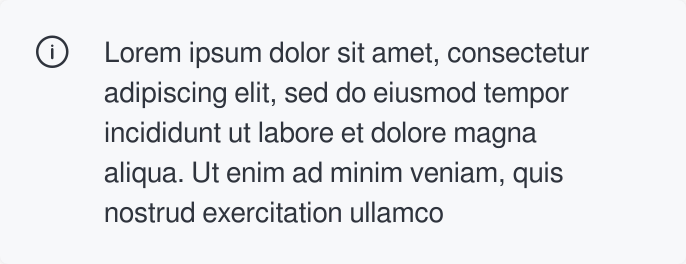 Lorem ipsum dolor sit amet, consectetur
adipiscing elit, sed do eiusmod tempor
incididunt ut labore et dolore magna
aliqua. Ut enim ad minim veniam, quis
nostrud exercitation ullamco